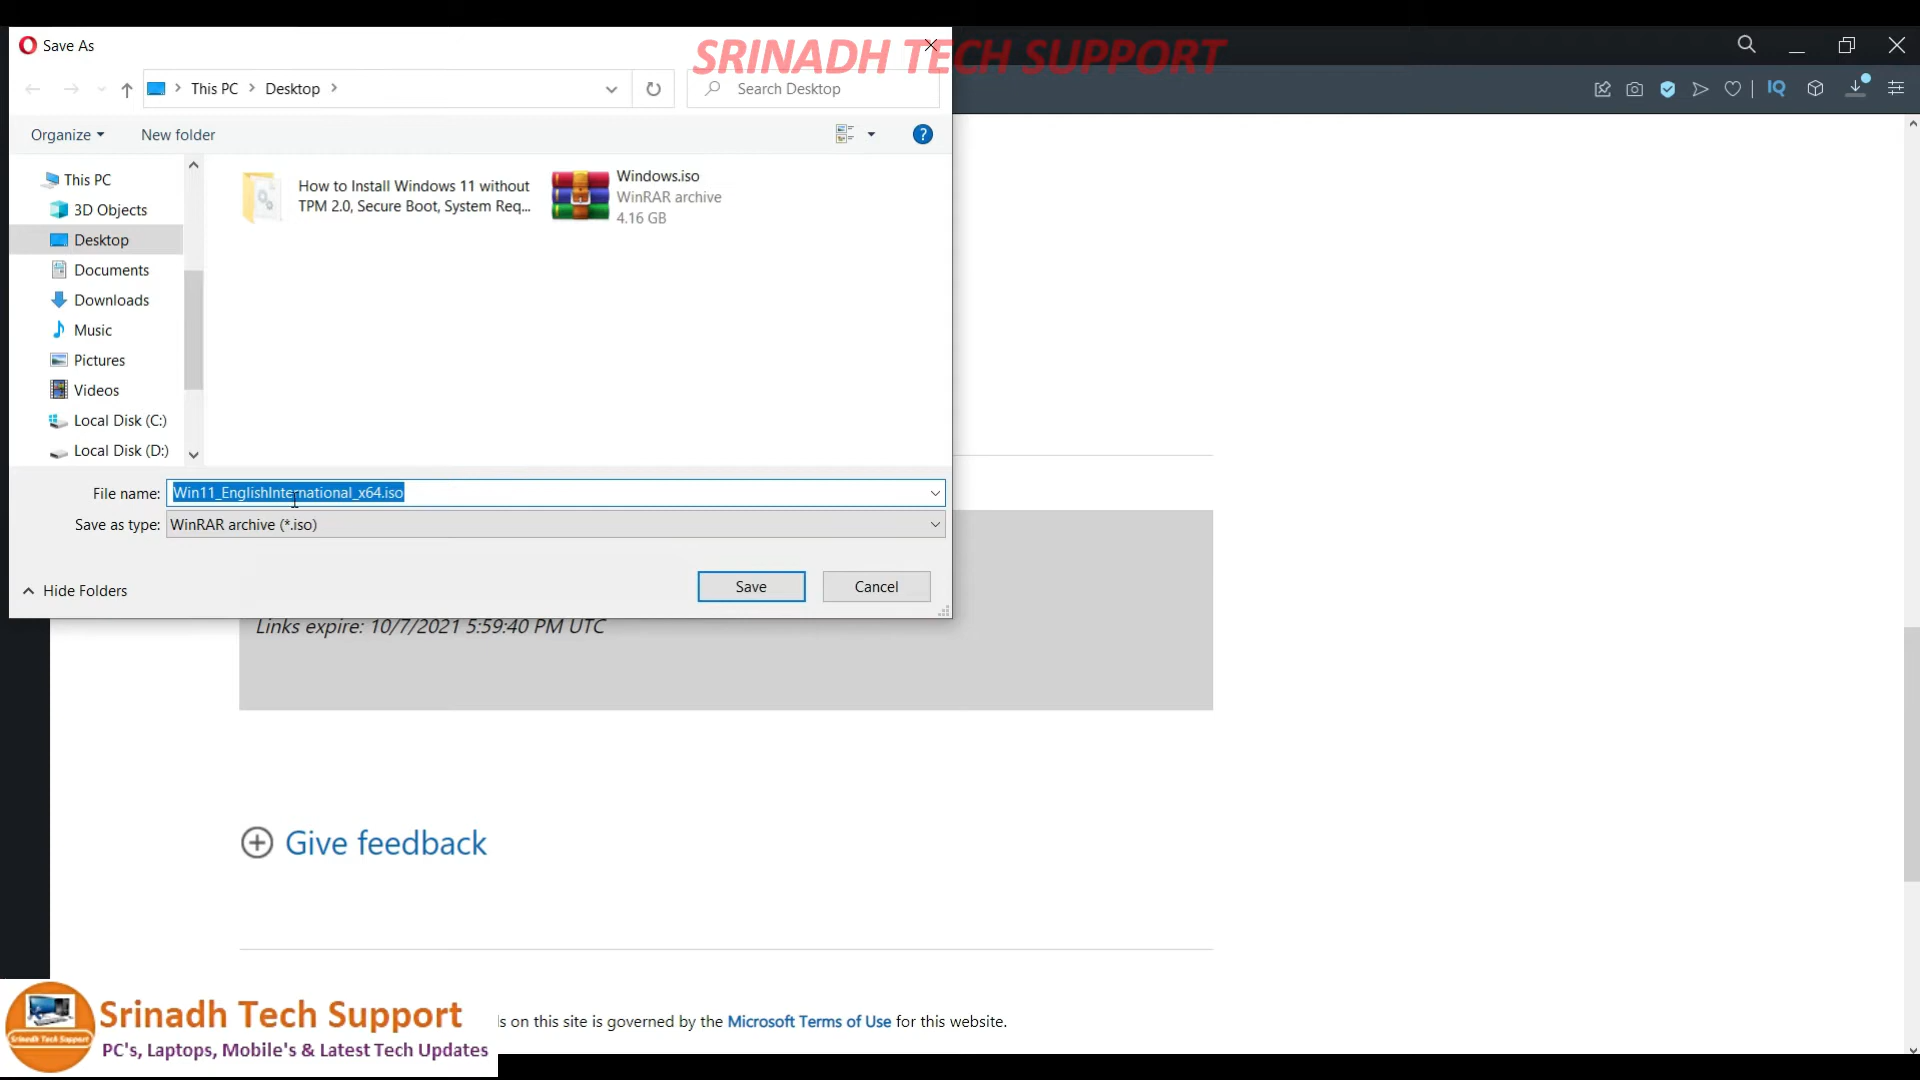 Save As
SRINADH TECH SUPPORT
This PC
Desktop
Search Desktop
IQ
Organize
New folder
?
This PC
3D Objects
Desktop
Documents
Downloads
Music
Pictures
Videos
Local Disk (C:)
Local Disk (D:)
How to Install Windows 11 without
TPM 2.0, Secure Boot, System Req...
Windows.iso
WinRAR archive
4.16 GB
File name:
Win11_EnglishInternational_x64.iso
Save as type:
WinRAR archive (*.iso)
Hide Folders
Save
Cancel
Links expire: 10/7/2021 5:59:40 PM UTC
Give feedback
Srinadh Tech Support
Srinadh Tech Support
PC's, Laptops, Mobile's & Latest Tech Updates
ls on this site is governed by the Microsoft Terms of Use for this website.